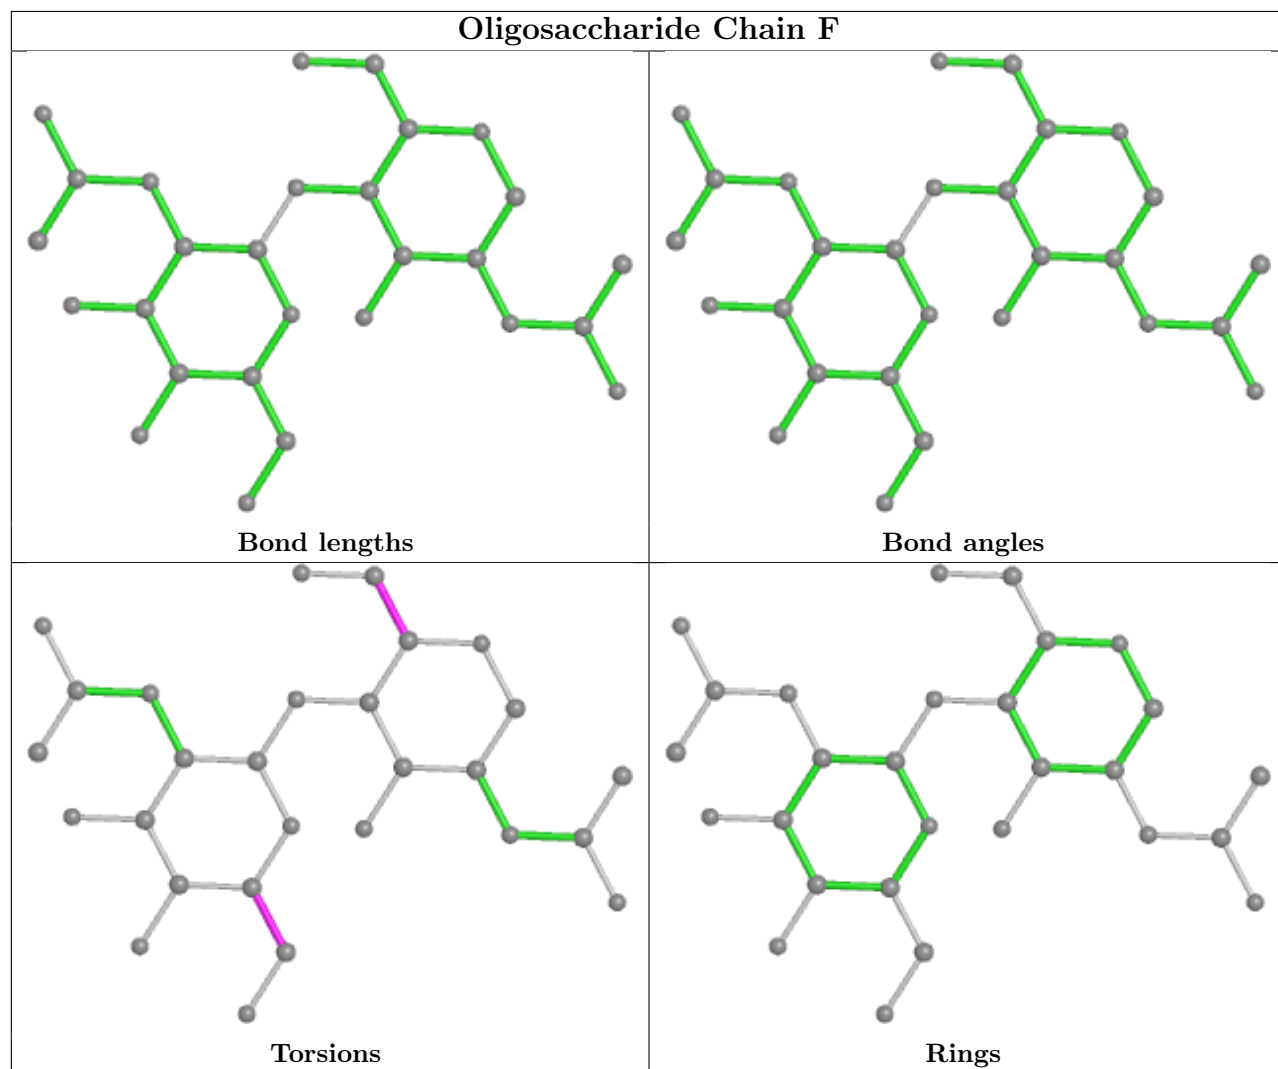 Oligosaccharide Chain F
Bond lengths
Bond angles
Torsions
Rings